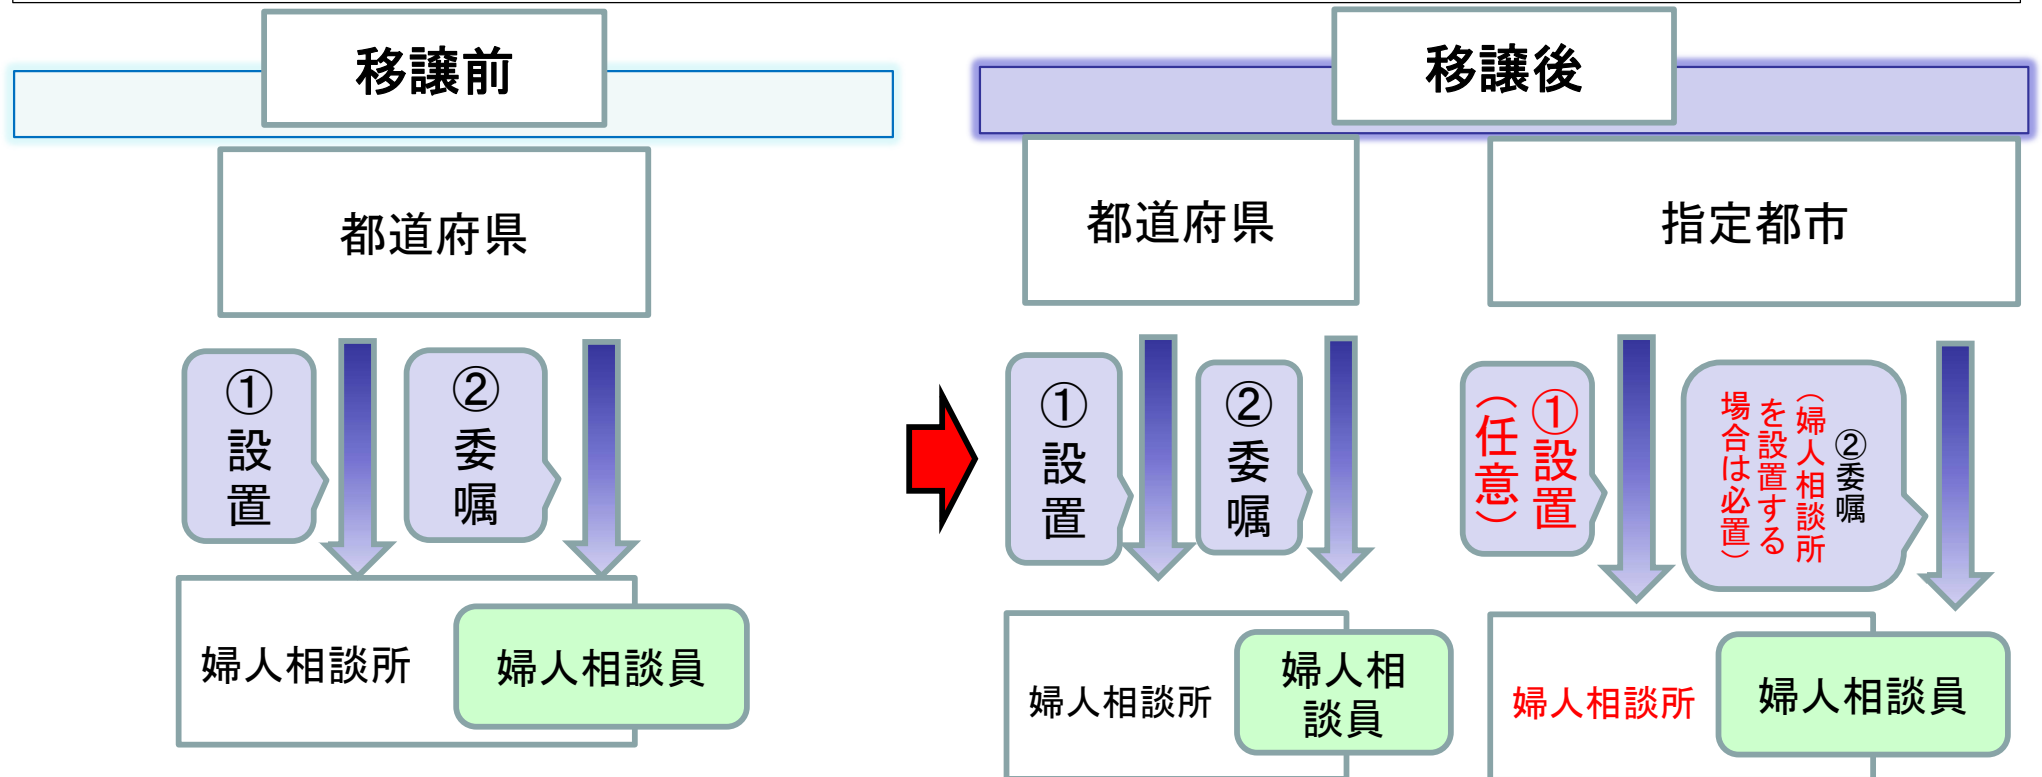 移譲前
都道府県
①設置
②委嘱
婦人相談所
婦人相談員
移譲後
都道府県
指定都市
①設置
②委嘱
①設置
（任意）
②委嘱
（婦人相談所
を設置する
場合は必置）
婦人相談所
婦人相
談員
婦人相談所
婦人相談員